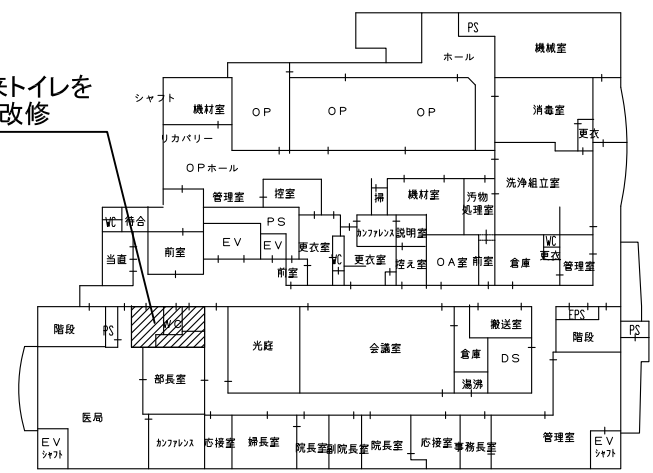 PS
機械室
ホール
来トイレを
改修
シャフト
機材室
OP
OP
OP
消毒室
更衣
リカバリー
OPホール
管理室
控室
掃
機材室
汚物
処理室
洗浄組立室
WC
待合
PS
カンファレンス
説明室
当直
前室
EV
EV
更衣室
WC
更衣室
控え室
OA室
前室
倉庫
WC
更衣
管理室
前室
階段
PS
WC
光庭
会議室
搬送室
倉庫
DS
湯沸
EPS
階段
PS
部長室
医局
EV
シャフト
カンファレンス
応接室
婦長室
院長室
副院長室
院長室
応接室
事務長室
管理室
EV
シャフト